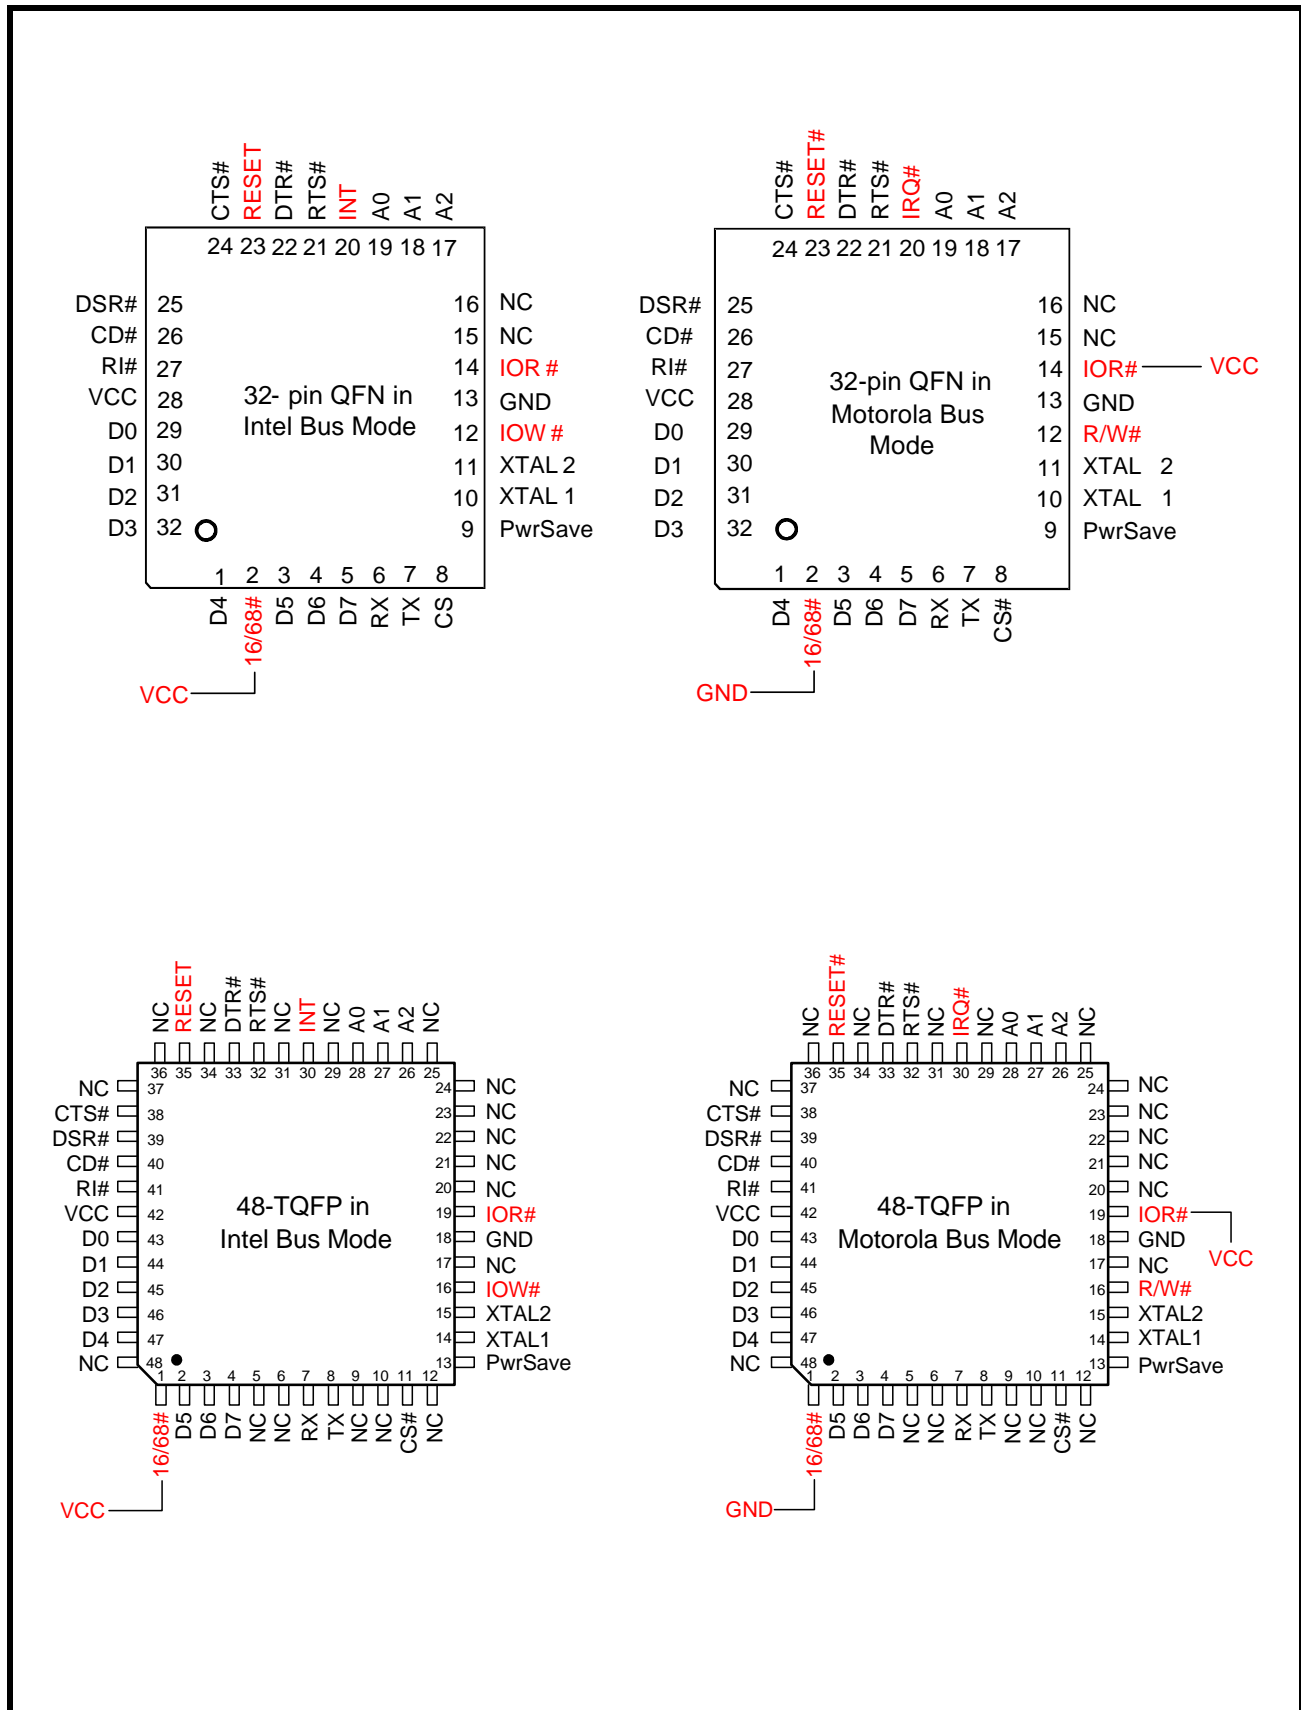 CTS# RESET DTR# RTS# INT A0 A1 A2
24 23 22 21 20 19 18 17
DSR# 25 16 NC
CD# 26 15 NC
RI# 27 14 IOR #
VCC 28 13 GND
D0 29 12 IOW #
D1 30 11 XTAL 2
D2 31 10 XTAL 1
D3 32 9 PwrSave
32- pin QFN in
Intel Bus Mode
1 2 3 4 5 6 7 8
D4 16/68# D5 D6 D7 RX TX CS
VCC
CTS# RESET# DTR# RTS# IRQ# A0 A1 A2
24 23 22 21 20 19 18 17
DSR# 25 16 NC
CD# 26 15 NC
RI# 27 14 IOR# VCC
VCC 28 13 GND
D0 29 12 R/W#
D1 30 11 XTAL 2
D2 31 10 XTAL 1
D3 32 9 PwrSave
32-pin QFN in
Motorola Bus
Mode
1 2 3 4 5 6 7 8
D4 16/68# D5 D6 D7 RX TX CS#
GND
NC RESET NC DTR# RTS# NC INT NC A0 A1 A2 NC
36 35 34 33 32 31 30 29 28 27 26 25
NC 37 24 NC
CTS# 38 23 NC
DSR# 39 22 NC
CD# 40 21 NC
RI# 41 20 NC
VCC 42 19 IOR#
D0 43 18 GND
D1 44 17 NC
D2 45 16 IOW#
D3 46 15 XTAL2
D4 47 14 XTAL1
NC 48 13 PwrSave
48-TQFP in
Intel Bus Mode
1 2 3 4 5 6 7 8 9 10 11 12
16/68# D5 D6 D7 NC NC RX TX NC NC CS# NC
VCC
NC RESET# NC DTR# RTS# NC IRQ# NC A0 A1 A2 NC
36 35 34 33 32 31 30 29 28 27 26 25
NC 37 24 NC
CTS# 38 23 NC
DSR# 39 22 NC
CD# 40 21 NC
RI# 41 20 NC
VCC 42 19 IOR#
D0 43 18 GND
VCC
D1 44 17 NC
D2 45 16 R/W#
D3 46 15 XTAL2
D4 47 14 XTAL1
NC 48 13 PwrSave
48-TQFP in
Motorola Bus Mode
1 2 3 4 5 6 7 8 9 10 11 12
16/68# D5 D6 D7 NC NC RX TX NC NC CS# NC
GND